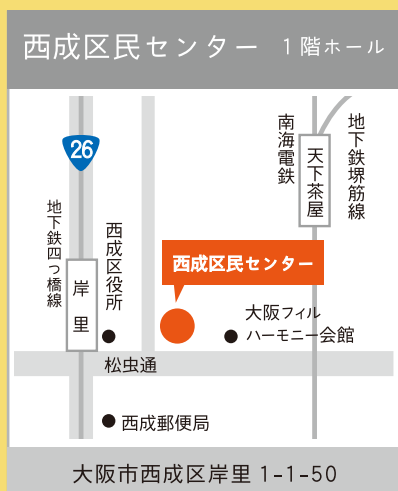 西成区民センター 1階ホール
26
南海電鉄
天下茶屋
地下鉄堺筋線
地下鉄四つ橋線
岸里
西成区役所
西成区民センター
大阪フィル
ハーモニー会館
松虫通
西成郵便局
大阪市西成区岸里 1-1-50